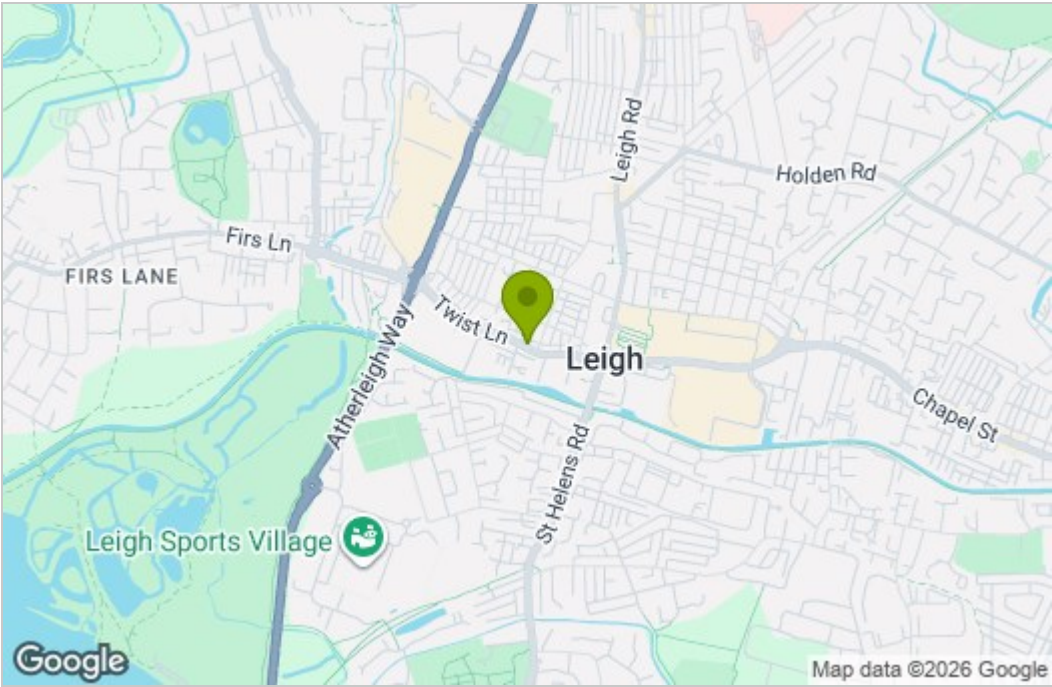 Leigh Rd
Holden Rd
Firs Ln
FIRS LANE
Twist Ln
Atherleigh Way
Leigh
Chapel St
St Helens Rd
Leigh Sports Village
Google
Map data ©2026 Google